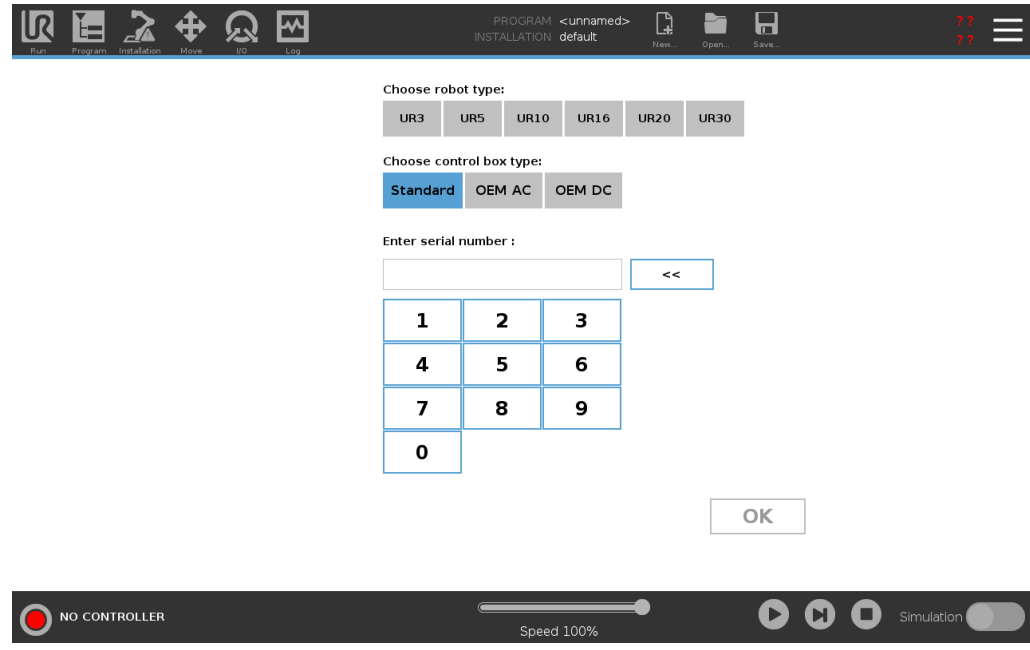 UR
PROGRAM <unnamed>
INSTALLATION default
Run Program Installation Move I/O Log New... Open... Save...
? ?
? ?
Choose robot type:
UR3 UR5 UR10 UR16 UR20 UR30
Choose control box type:
Standard OEM AC OEM DC
Enter serial number :
<<
1 2 3
4 5 6
7 8 9
0
OK
NO CONTROLLER
Speed 100%
Simulation